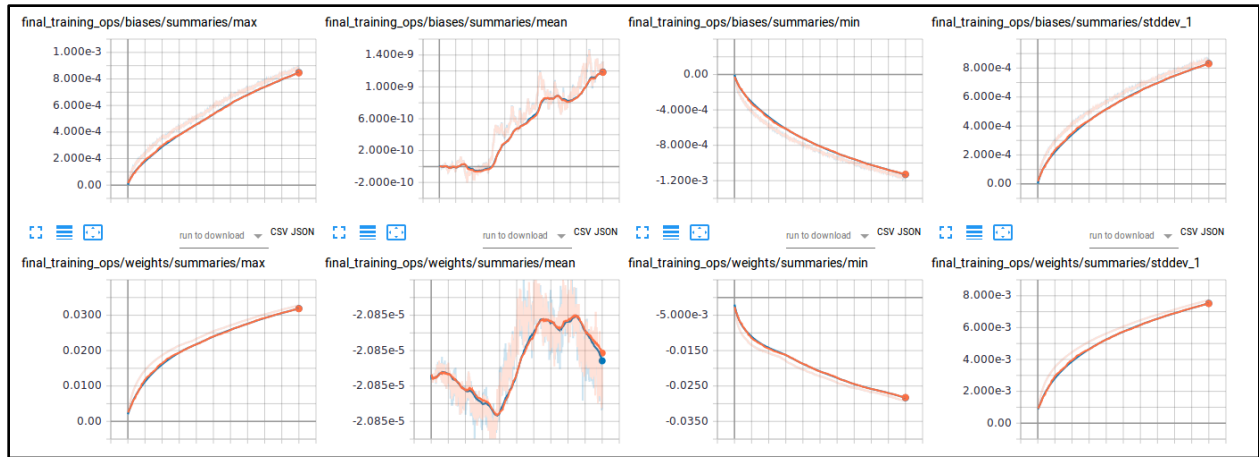 final_training_ops/biases/summaries/max
1.000e-3
8.000e-4
6.000e-4
4.000e-4
2.000e-4
0.00
final_training_ops/biases/summaries/mean
1.400e-9
1.000e-9
6.000e-10
2.000e-10
-2.000e-10
final_training_ops/biases/summaries/min
0.00
-4.000e-4
-8.000e-4
-1.200e-3
final_training_ops/biases/summaries/stddev_1
8.000e-4
6.000e-4
4.000e-4
2.000e-4
0.00
run to download CSV JSON
run to download CSV JSON
run to download CSV JSON
run to download CSV JSON
final_training_ops/weights/summaries/max
0.0300
0.0200
0.0100
0.00
final_training_ops/weights/summaries/mean
-2.085e-5
-2.085e-5
-2.085e-5
-2.085e-5
final_training_ops/weights/summaries/min
-5.000e-3
-0.0150
-0.0250
-0.0350
final_training_ops/weights/summaries/stddev_1
8.000e-3
6.000e-3
4.000e-3
2.000e-3
0.00